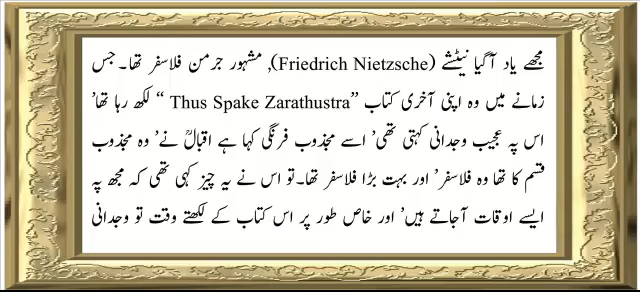 مجھے یاد آگیا نیٹشے (Friedrich Nietzsche), مشہور جرمن فلاسفر تھا۔ جس
زمانے میں وہ اپنی آخری کتاب ”Thus Spake Zarathustra “ لکھ رہا تھا’
اس پہ عجیب وجدانی کہتی تھی’ اسے مجذوب فرنگی کہا ہے اقبالؒ نے’ وہ مجذوب
قسم کا تھا وہ فلاسفر’ اور بہت بڑا فلاسفر تھا۔ تو اس نے یہ چیز کہی تھی کہ مجھ پہ
ایسے اوقات آجاتے ہیں’ اور خاص طور پر اس کتاب کے لکھتے وقت تو وجدانی